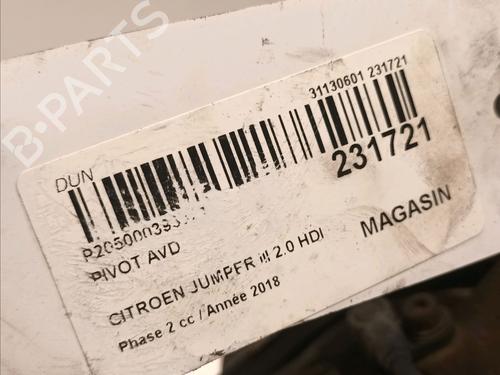 B-PARTS
31130601 231721
DUN
231721
PIVOT AVD
MAGASIN
CITROEN JUMPER III 2.0 HDI
Phase 2 cc / Année 2018